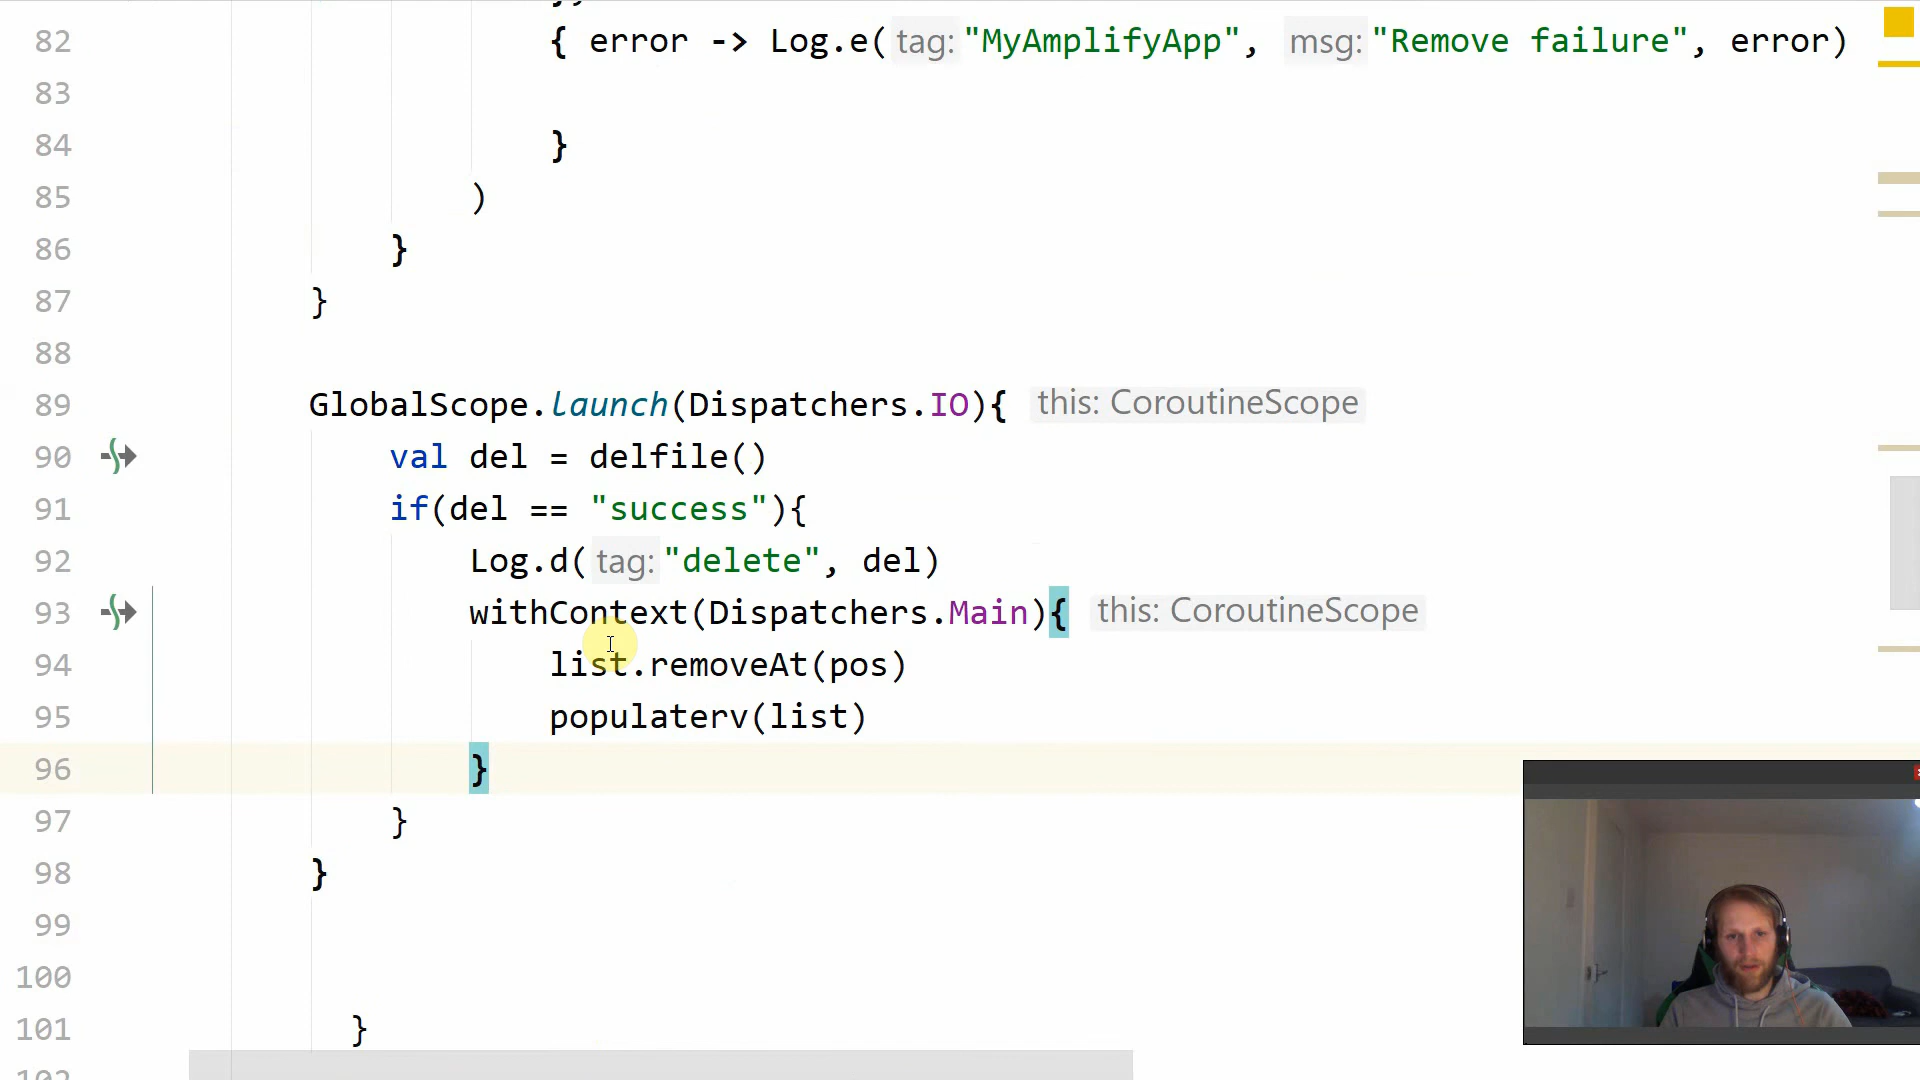 82 { error -> Log.e( tag: "MyAmplifyApp", msg: "Remove failure", error)
83
84 }
85 )
86 }
87 }
88
89 GlobalScope.launch(Dispatchers.IO){ this: CoroutineScope
90 val del = delfile()
91 if(del == "success"){
92 Log.d( tag: "delete", del)
93 withContext(Dispatchers.Main){ this: CoroutineScope
94 list.removeAt(pos)
95 populaterv(list)
96 }
97 }
98 }
99
100
101 }